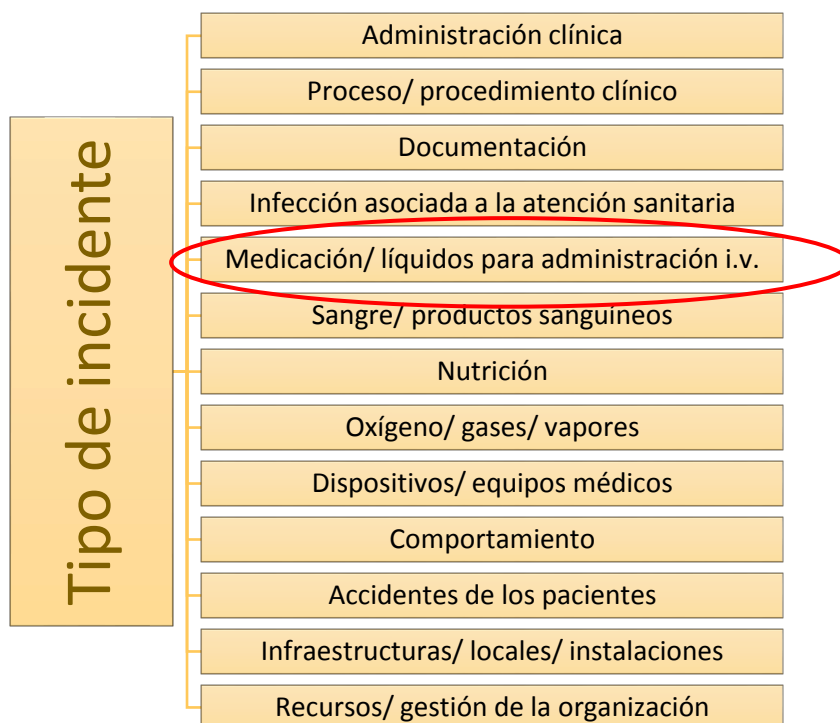 Tipo de incidente
Administración clínica
Proceso/ procedimiento clínico
Documentación
Infección asociada a la atención sanitaria
Medicación/ líquidos para administración i.v.
Sangre/ productos sanguíneos
Nutrición
Oxígeno/ gases/ vapores
Dispositivos/ equipos médicos
Comportamiento
Accidentes de los pacientes
Infraestructuras/ locales/ instalaciones
Recursos/ gestión de la organización